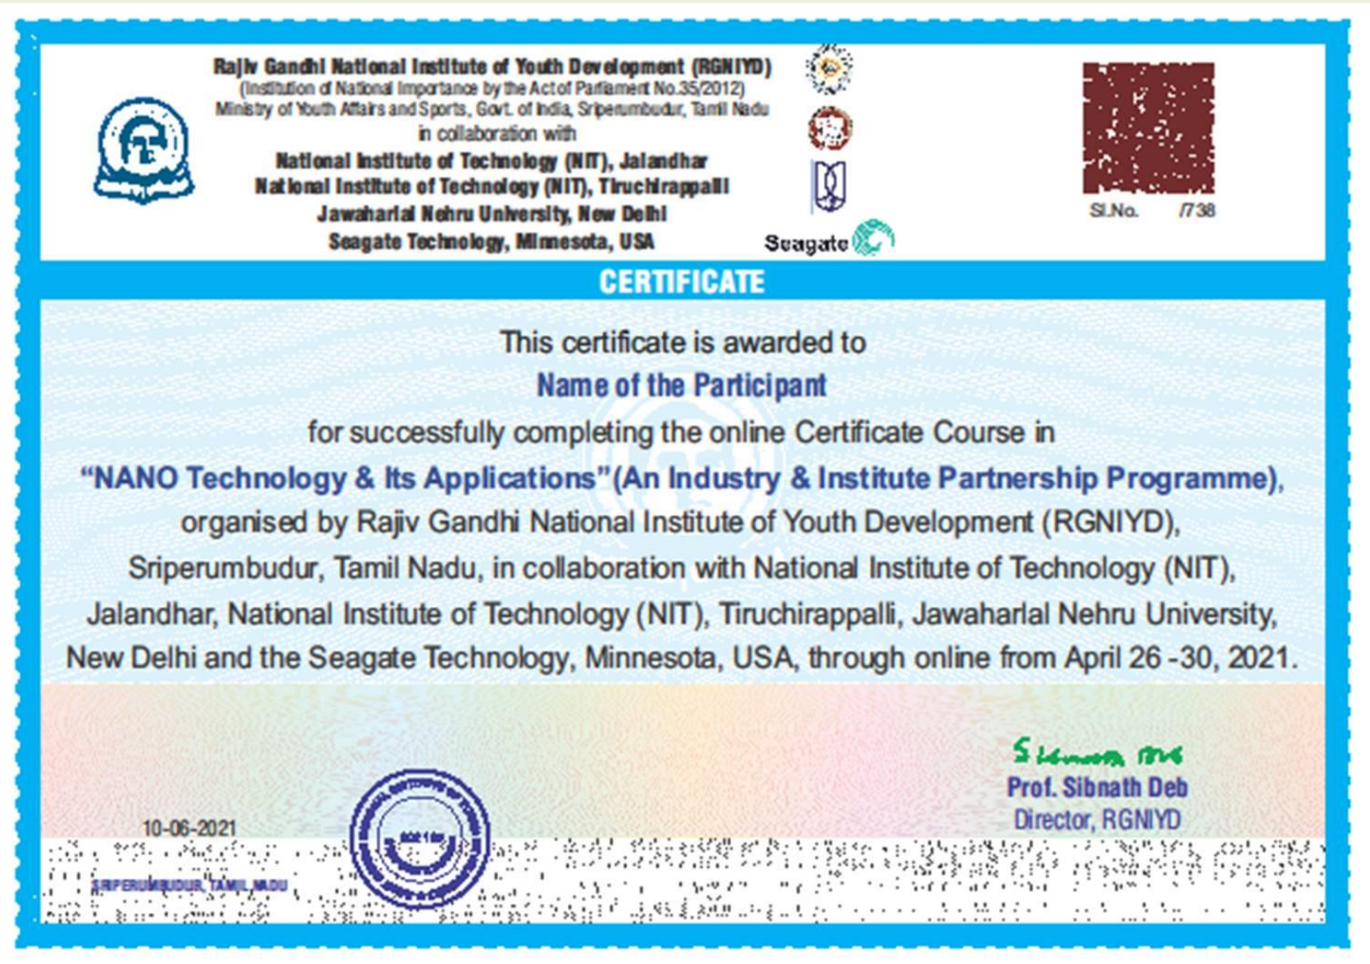 Rajiv Gandhi National Institute of Youth Development (RGNIYD)
(Institution of National Importance by the Act of Parliament No.35/2012)
Ministry of Youth Affairs and Sports, Govt. of India, Sriperumbudur, Tamil Nadu
in collaboration with
National Institute of Technology (NIT), Jalandhar
National Institute of Technology (NIT), Tiruchirappalli
Jawaharlal Nehru University, New Delhi
Seagate Technology, Minnesota, USA
Seagate
Sl.No. /738
CERTIFICATE
This certificate is awarded to
Name of the Participant
for successfully completing the online Certificate Course in
“NANO Technology & Its Applications”(An Industry & Institute Partnership Programme),
organised by Rajiv Gandhi National Institute of Youth Development (RGNIYD),
Sriperumbudur, Tamil Nadu, in collaboration with National Institute of Technology (NIT),
Jalandhar, National Institute of Technology (NIT), Tiruchirappalli, Jawaharlal Nehru University,
New Delhi and the Seagate Technology, Minnesota, USA, through online from April 26 -30, 2021.
Prof. Sibnath Deb
Director, RGNIYD
10-06-2021
SRIPERUMBUDUR, TAMIL NADU